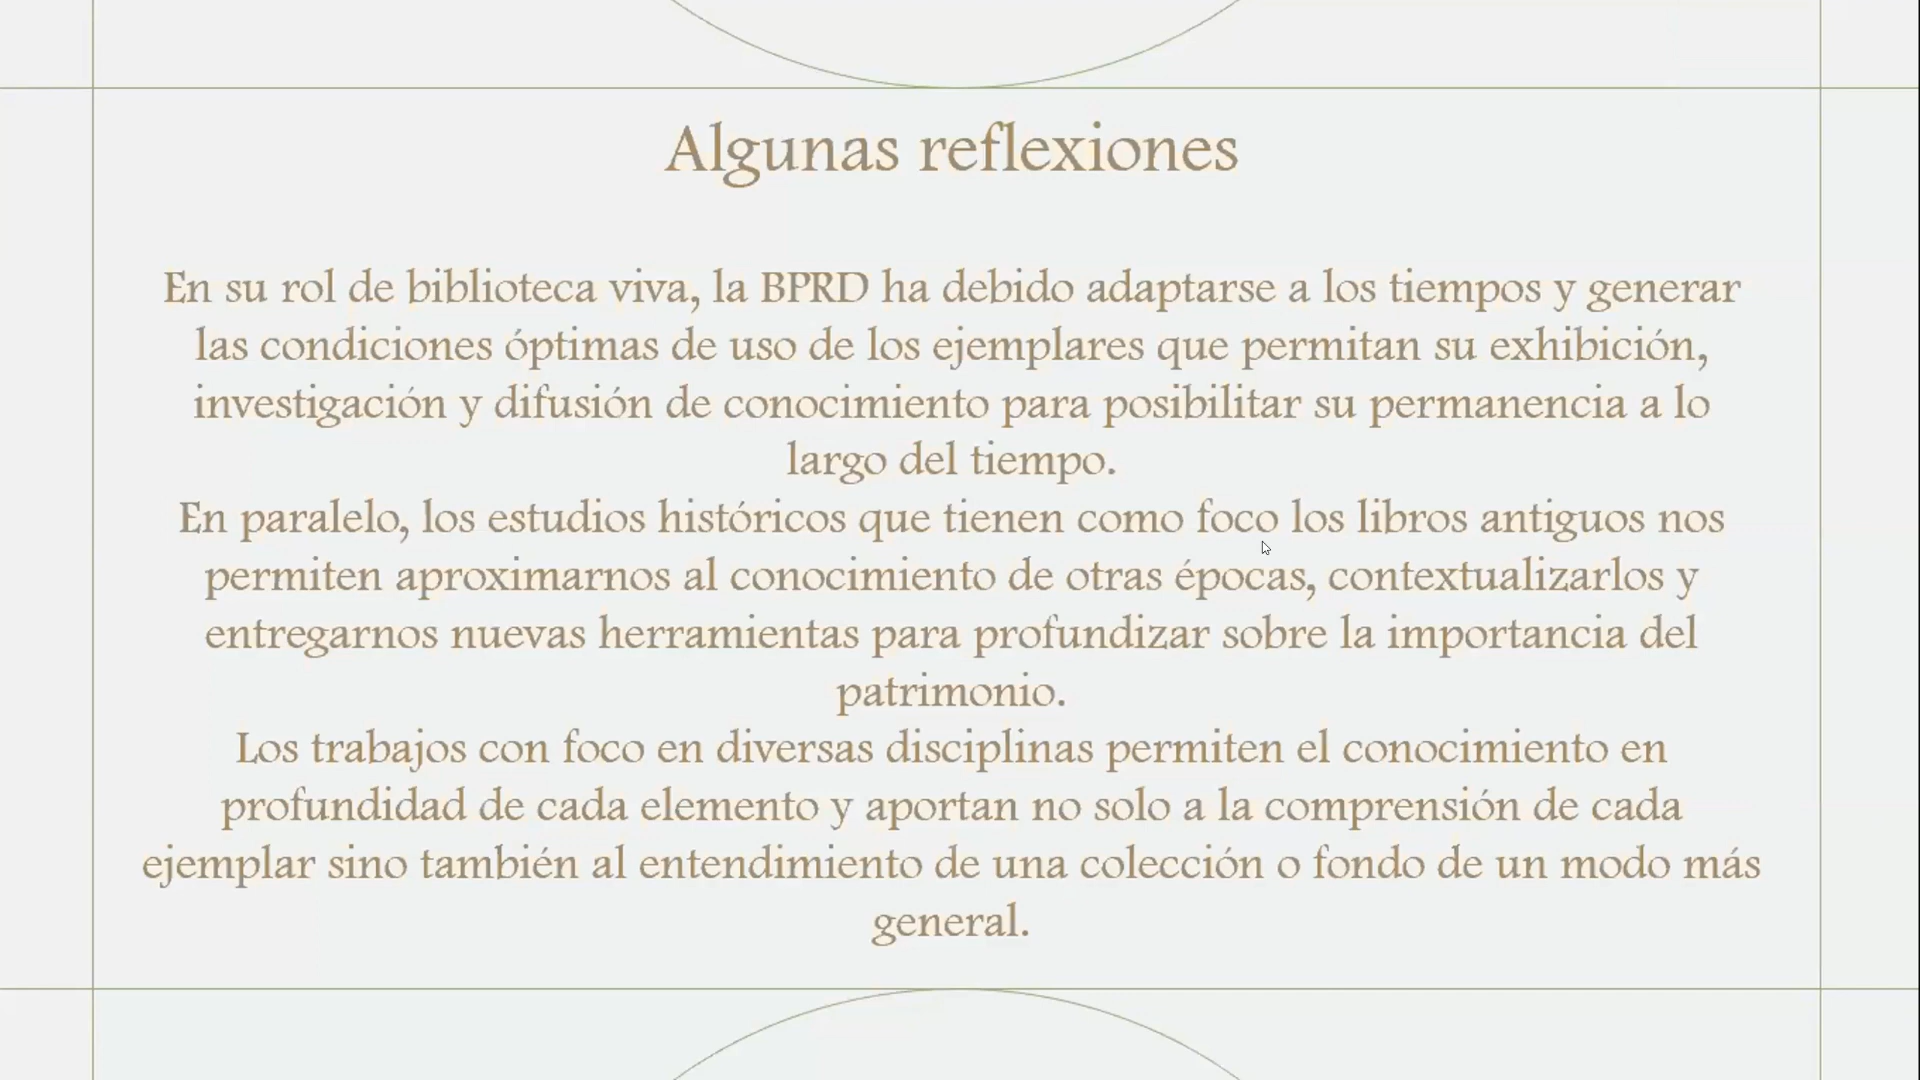 Algunas reflexiones
En su rol de biblioteca viva, la BPRD ha debido adaptarse a los tiempos y generar
las condiciones óptimas de uso de los ejemplares que permitan su exhibición,
investigación y difusión de conocimiento para posibilitar su permanencia a lo
largo del tiempo.
En paralelo, los estudios históricos que tienen como foco los libros antiguos nos
permiten aproximarnos al conocimiento de otras épocas, contextualizarlos y
entregarnos nuevas herramientas para profundizar sobre la importancia del
patrimonio.
Los trabajos con foco en diversas disciplinas permiten el conocimiento en
profundidad de cada elemento y aportan no solo a la comprensión de cada
ejemplar sino también al entendimiento de una colección o fondo de un modo más
general.